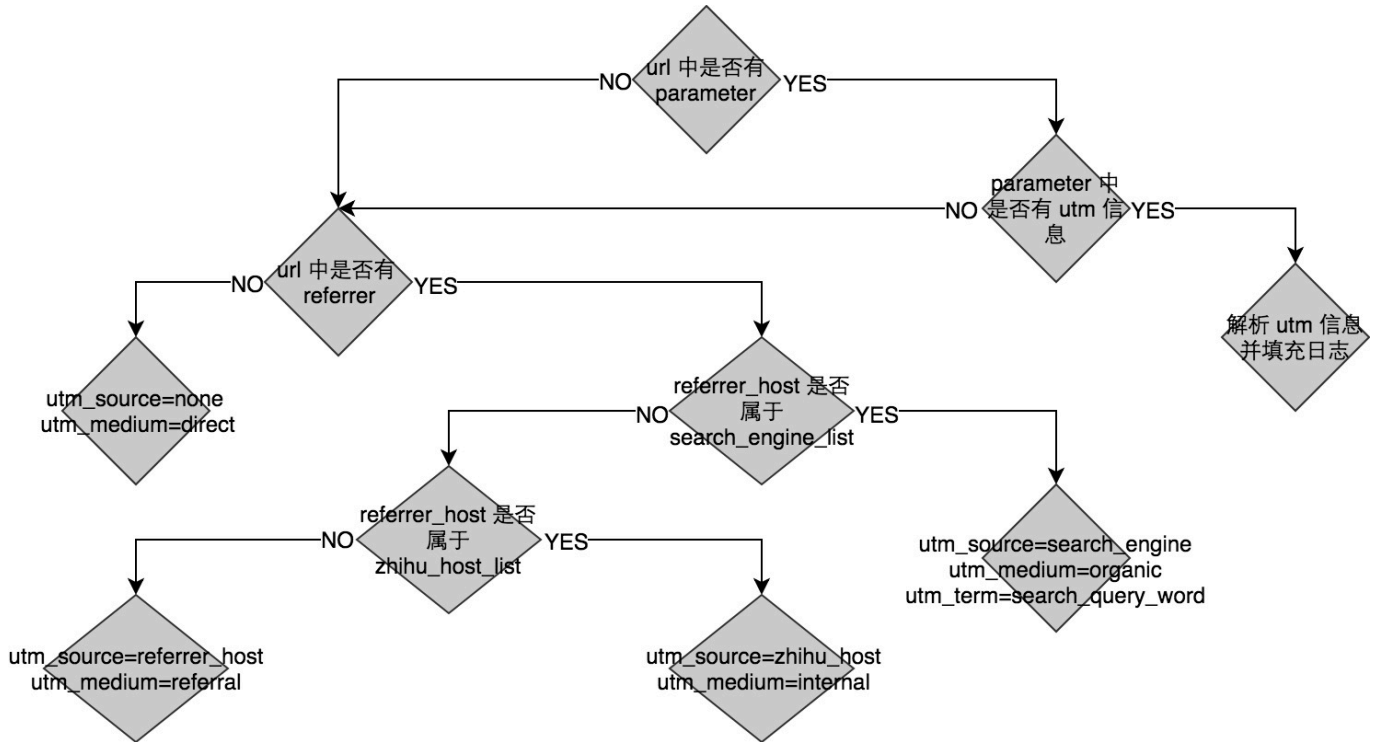 url 中是否有
parameter
NO
YES
parameter 中
是否有 utm 信
息
NO
YES
url 中是否有
referrer
NO
YES
解析 utm 信息
并填充日志
utm_source=none
utm_medium=direct
referrer_host 是否
属于
search_engine_list
NO
YES
referrer_host 是否
属于
zhihu_host_list
NO
YES
utm_source=search_engine
utm_medium=organic
utm_term=search_query_word
utm_source=referrer_host
utm_medium=referral
utm_source=zhihu_host
utm_medium=internal